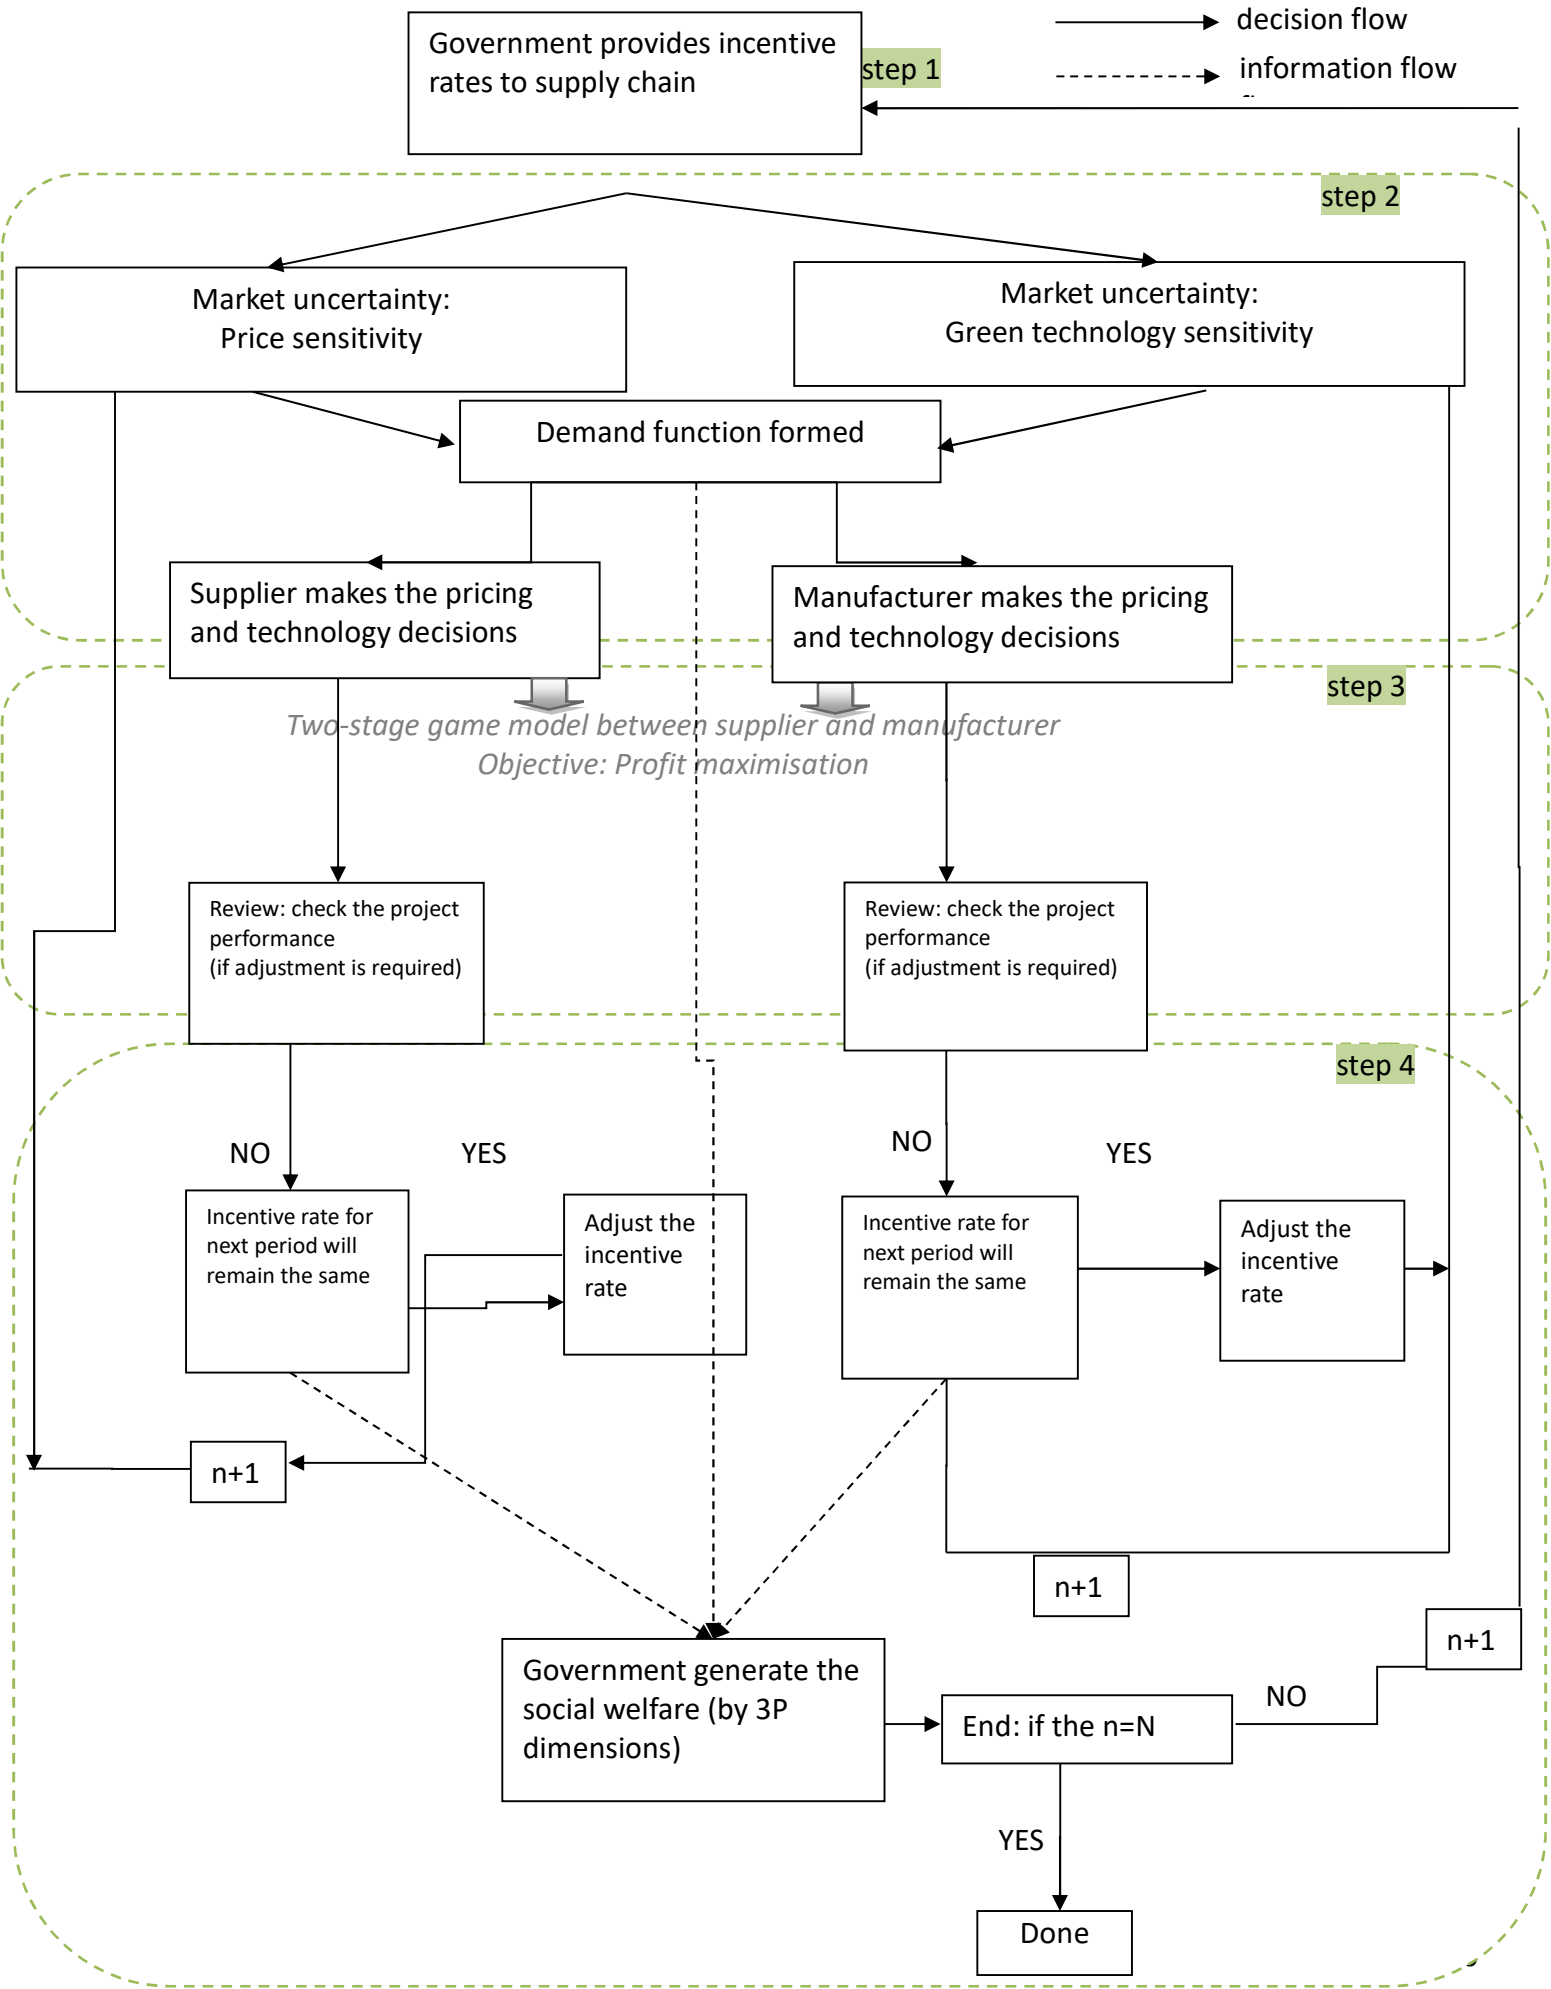 decision flow
Government provides incentive
rates to supply chain
step 1
information flow
step 2
Market uncertainty:
Price sensitivity
Market uncertainty:
Green technology sensitivity
Demand function formed
Supplier makes the pricing
and technology decisions
Manufacturer makes the pricing
and technology decisions
step 3
Two-stage game model between supplier and manufacturer
Objective: Profit maximisation
Review: check the project
performance
(if adjustment is required)
Review: check the project
performance
(if adjustment is required)
step 4
NO
YES
NO
YES
Incentive rate for
next period will
remain the same
Adjust the
incentive
rate
Incentive rate for
next period will
remain the same
Adjust the
incentive
rate
n+1
n+1
n+1
Government generate the
social welfare (by 3P
dimensions)
End: if the n=N
NO
YES
Done